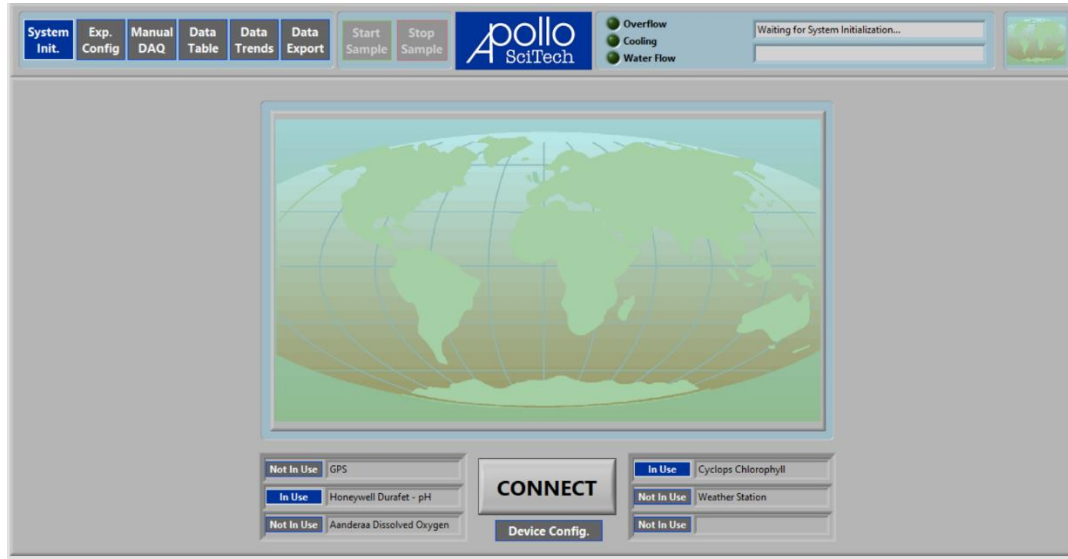 System Init.
Exp. Config
Manual DAQ
Data Table
Data Trends
Data Export
Start Sample
Stop Sample
Apollo
SciTech
Overflow
Cooling
Water Flow
Waiting for System Initialization...
Not In Use GPS
In Use Honeywell Durafet - pH
Not In Use Aanderaa Dissolved Oxygen
CONNECT
Device Config.
In Use Cyclops Chlorophyll
Not In Use Weather Station
Not In Use